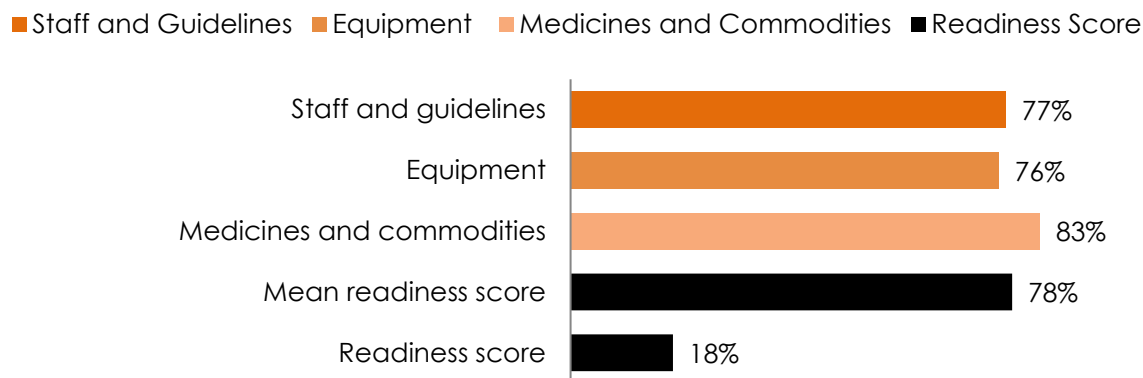 Staff and Guidelines Equipment Medicines and Commodities Readiness Score
Staff and guidelines 77%
Equipment 76%
Medicines and commodities 83%
Mean readiness score 78%
Readiness score 18%